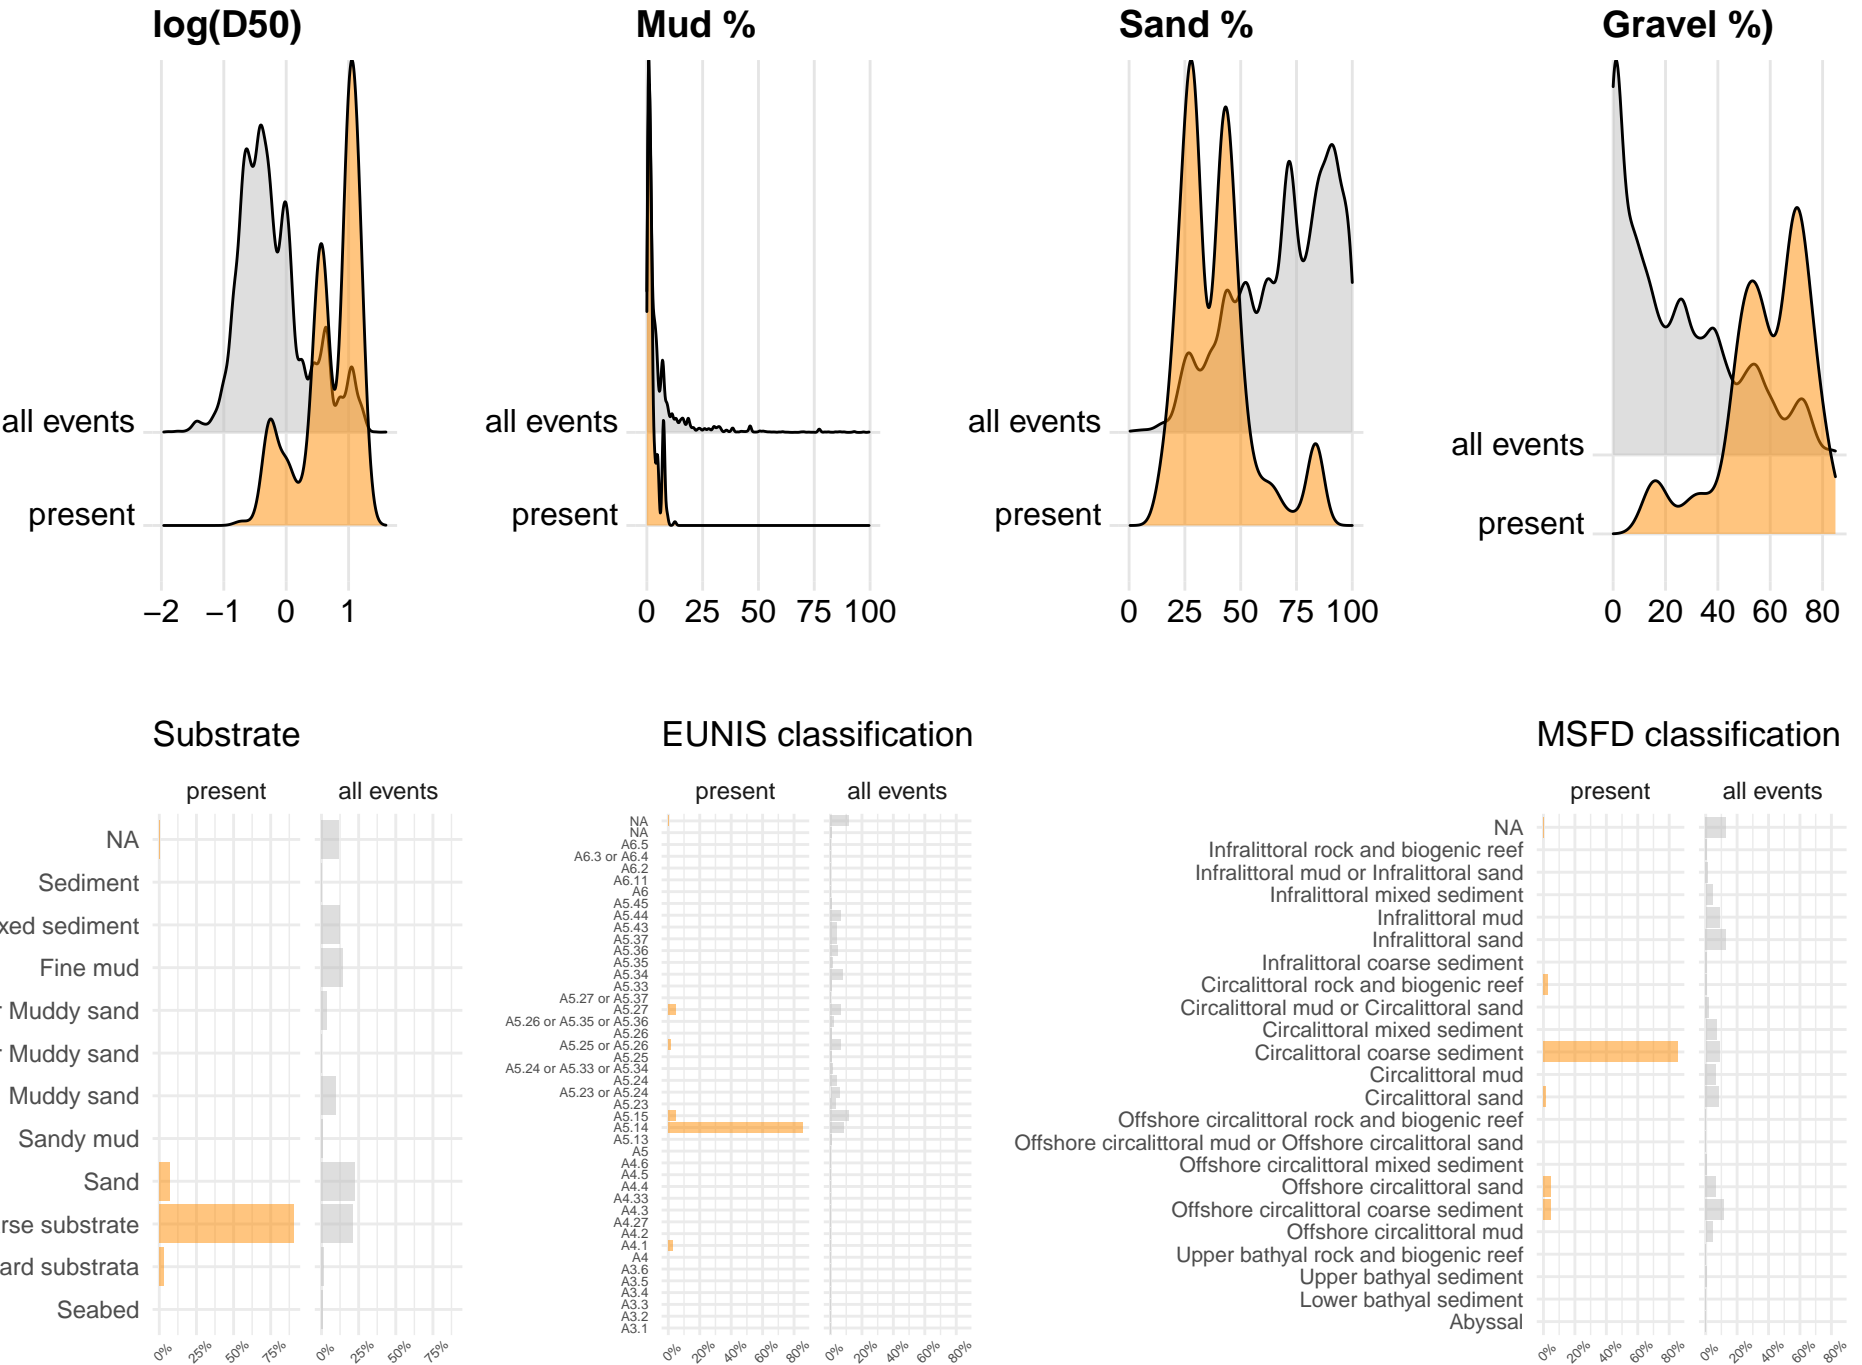 log(D50) Mud % Sand % Gravel %)
all events all events all events all events
present present present present
−2 −1 0 1 0 25 50 75 100 0 25 50 75 100 0 20 40 60 80
Substrate
present all events
NA
Sediment
xed sediment
Fine mud
r Muddy sand
r Muddy sand
Muddy sand
Sandy mud
Sand
rse substrate
ard substrata
Seabed
0% 25% 50% 75% 0% 25% 50% 75%
EUNIS classification
present all events
NA
NA
A6.5
A6.3 or A6.4
A6.2
A6.11
A6
A5.45
A5.44
A5.43
A5.37
A5.36
A5.35
A5.34
A5.33
A5.27 or A5.37
A5.27
A5.26 or A5.35 or A5.36
A5.26
A5.25 or A5.26
A5.25
A5.24 or A5.33 or A5.34
A5.24
A5.23 or A5.24
A5.23
A5.15
A5.14
A5.13
A5
A4.6
A4.5
A4.4
A4.33
A4.3
A4.27
A4.2
A4.1
A4
A3.6
A3.5
A3.4
A3.3
A3.2
A3.1
0% 20% 40% 60% 80% 0% 20% 40% 60% 80%
MSFD classification
present all events
NA
Infralittoral rock and biogenic reef
Infralittoral mud or Infralittoral sand
Infralittoral mixed sediment
Infralittoral mud
Infralittoral sand
Infralittoral coarse sediment
Circalittoral rock and biogenic reef
Circalittoral mud or Circalittoral sand
Circalittoral mixed sediment
Circalittoral coarse sediment
Circalittoral mud
Circalittoral sand
Offshore circalittoral rock and biogenic reef
Offshore circalittoral mud or Offshore circalittoral sand
Offshore circalittoral mixed sediment
Offshore circalittoral sand
Offshore circalittoral coarse sediment
Offshore circalittoral mud
Upper bathyal rock and biogenic reef
Upper bathyal sediment
Lower bathyal sediment
Abyssal
0% 20% 40% 60% 80% 0% 20% 40% 60% 80%